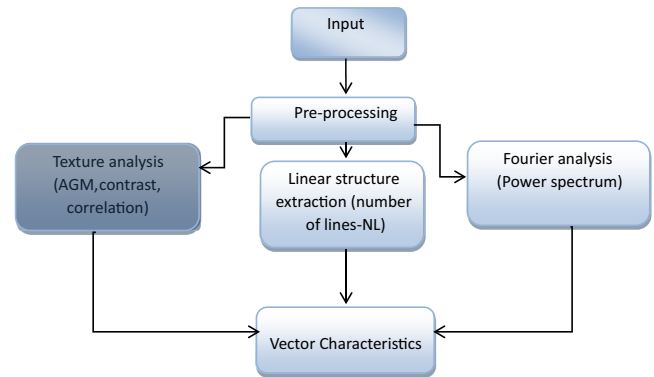 Input
Pre-processing
Texture analysis
(AGM,contrast,
correlation)
Linear structure
extraction (number
of lines-NL)
Fourier analysis
(Power spectrum)
Vector Characteristics